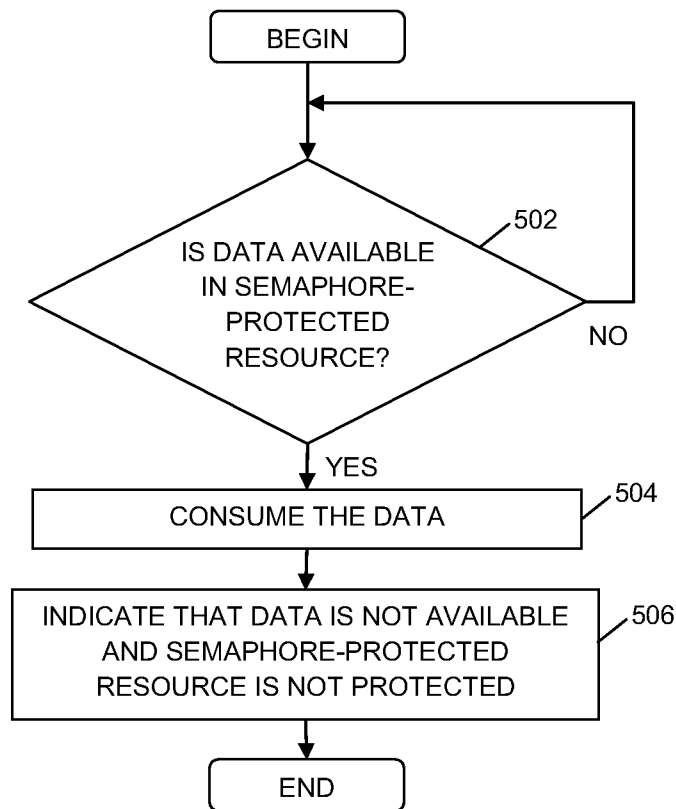 BEGIN
502
IS DATA AVAILABLE
IN SEMAPHORE-
PROTECTED
RESOURCE?
NO
YES
504
CONSUME THE DATA
INDICATE THAT DATA IS NOT AVAILABLE
AND SEMAPHORE-PROTECTED
RESOURCE IS NOT PROTECTED
506
END